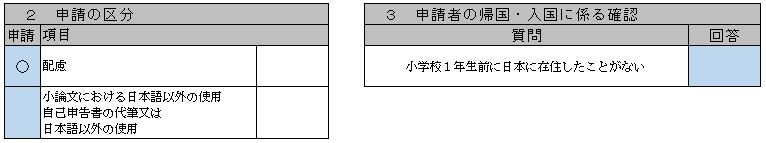 ２　申請の区分
申請 項目
○ 配慮
小論文における日本語以外の使用
自己申告書の代筆又は
日本語以外の使用
３　申請者の帰国・入国に係る確認
質問 回答
小学校１年生前に日本に在住したことがない